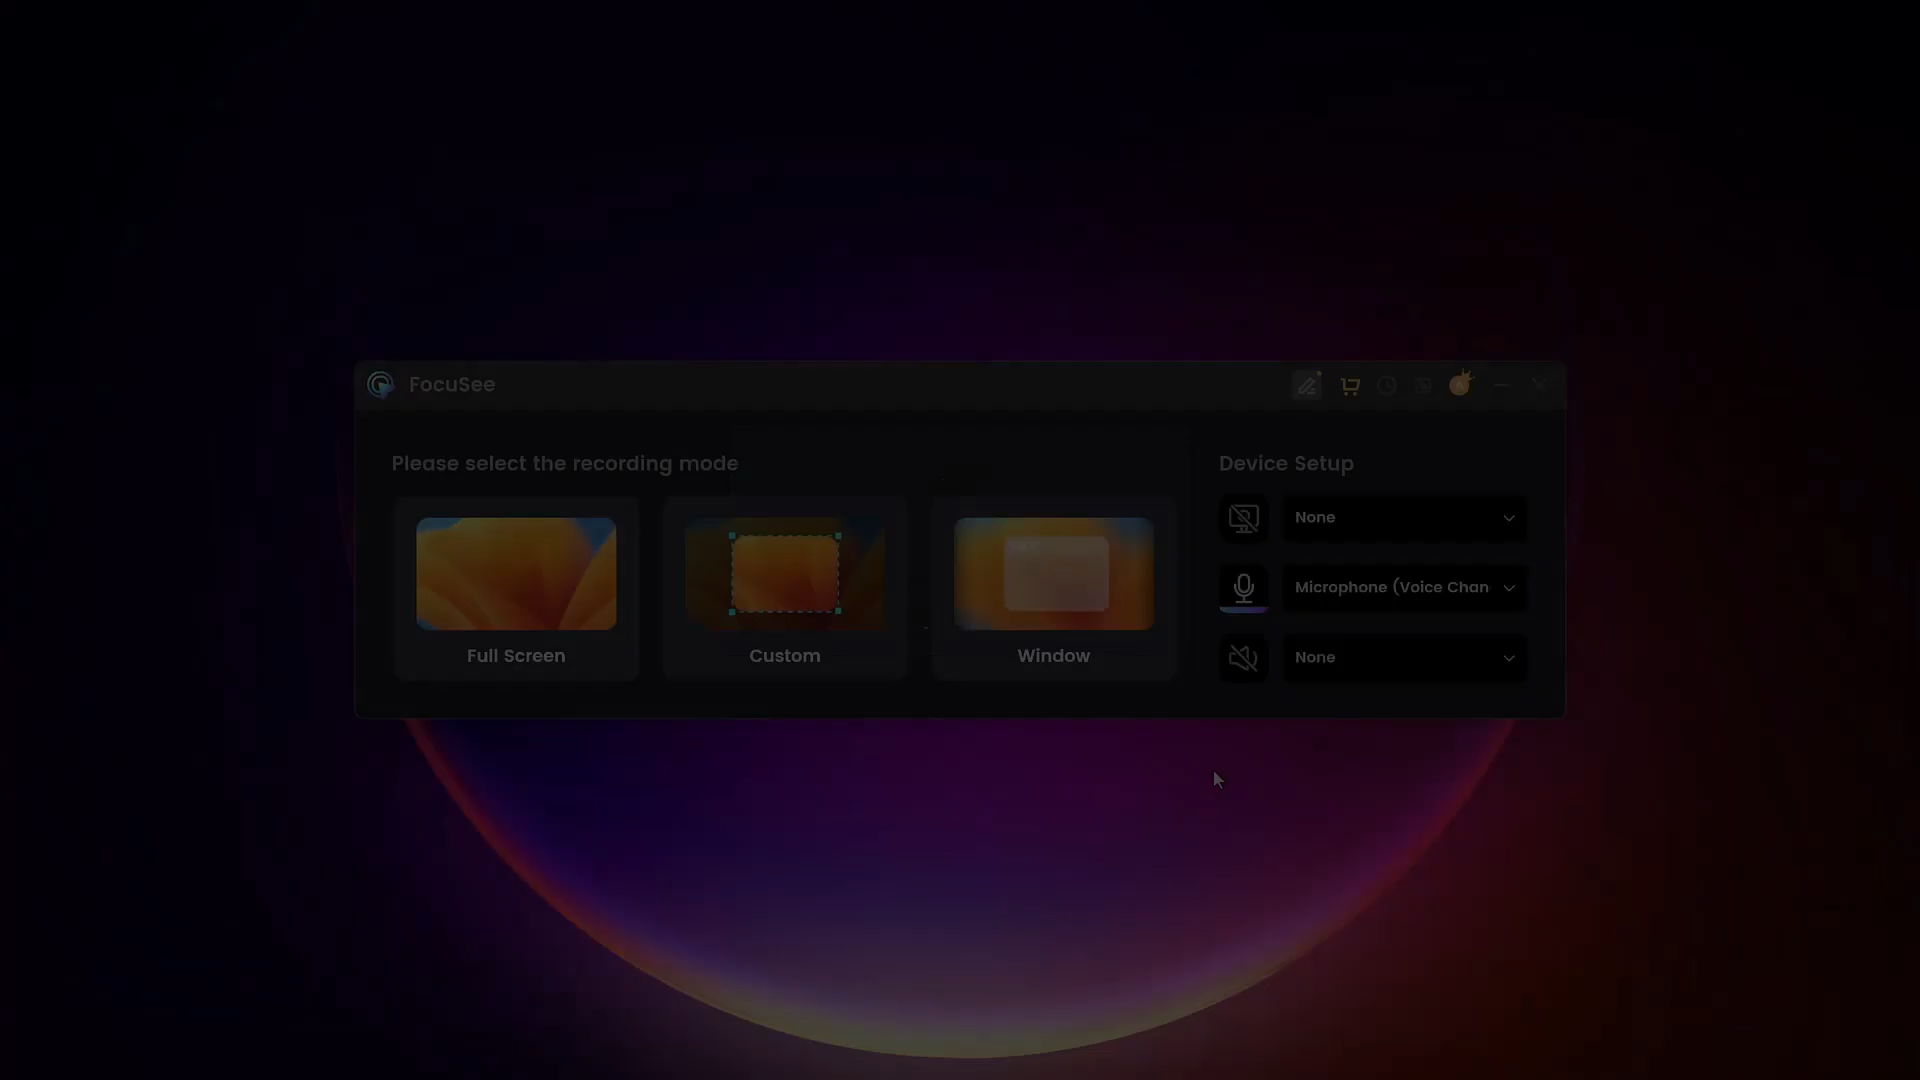 FocuSee
Please select the recording mode
Full Screen
Custom
Window
Device Setup
None
Microphone (Voice Chan
None